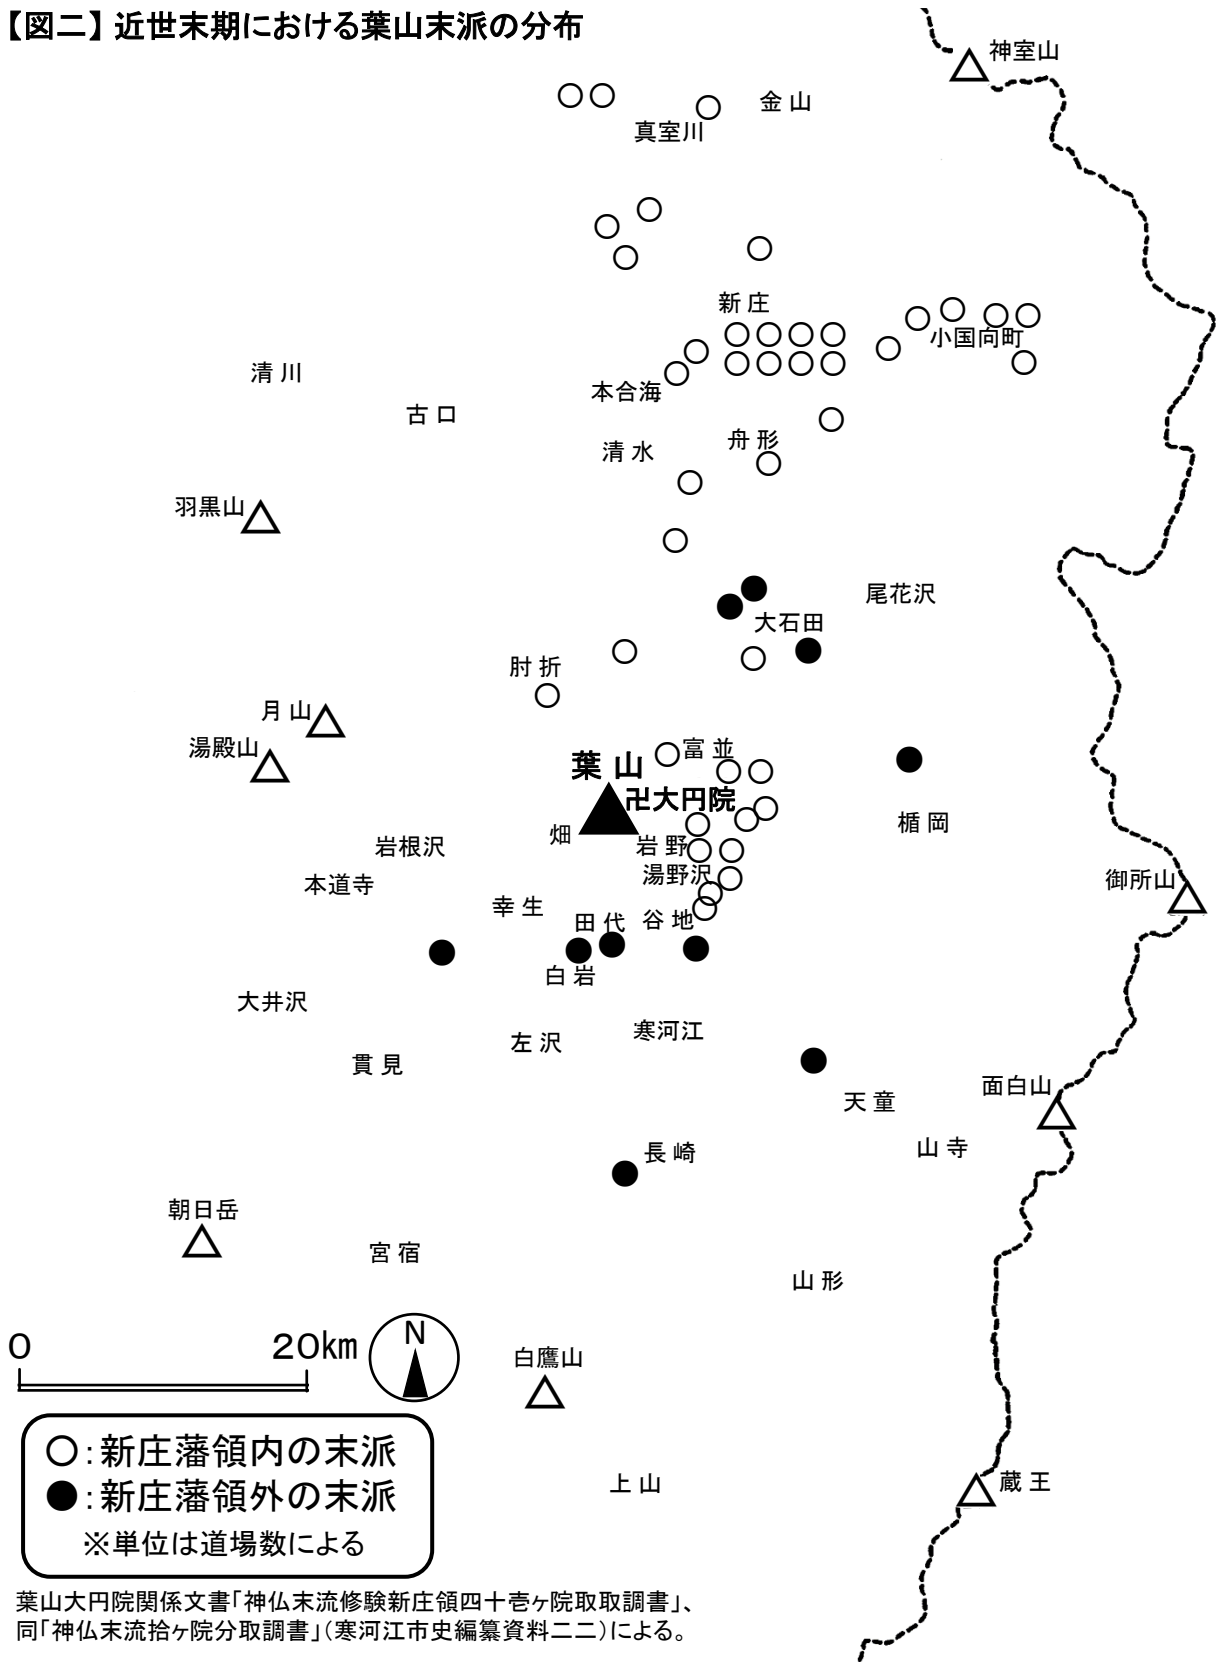 【図二】 近世末期における葉山末派の分布
神室山
金山
真室川
新庄
小国向町
清川
本合海
古口
舟形
清水
羽黒山
尾花沢
大石田
肘折
月山
湯殿山
富並
葉山
卍大円院
楯岡
畑
岩野
岩根沢
湯野沢
本道寺
御所山
幸生
田代
谷地
白岩
大井沢
寒河江
左沢
貫見
面白山
天童
山寺
長崎
朝日岳
宮宿
山形
0
20km
N
白鷹山
蔵王
上山
○:新庄藩領内の末派
●:新庄藩領外の末派
※単位は道場数による
葉山大円院関係文書「神仏末流修験新庄領四十壱ヶ院取取調書」、
同「神仏末流拾ヶ院分取調書」(寒河江市史編纂資料二二)による。